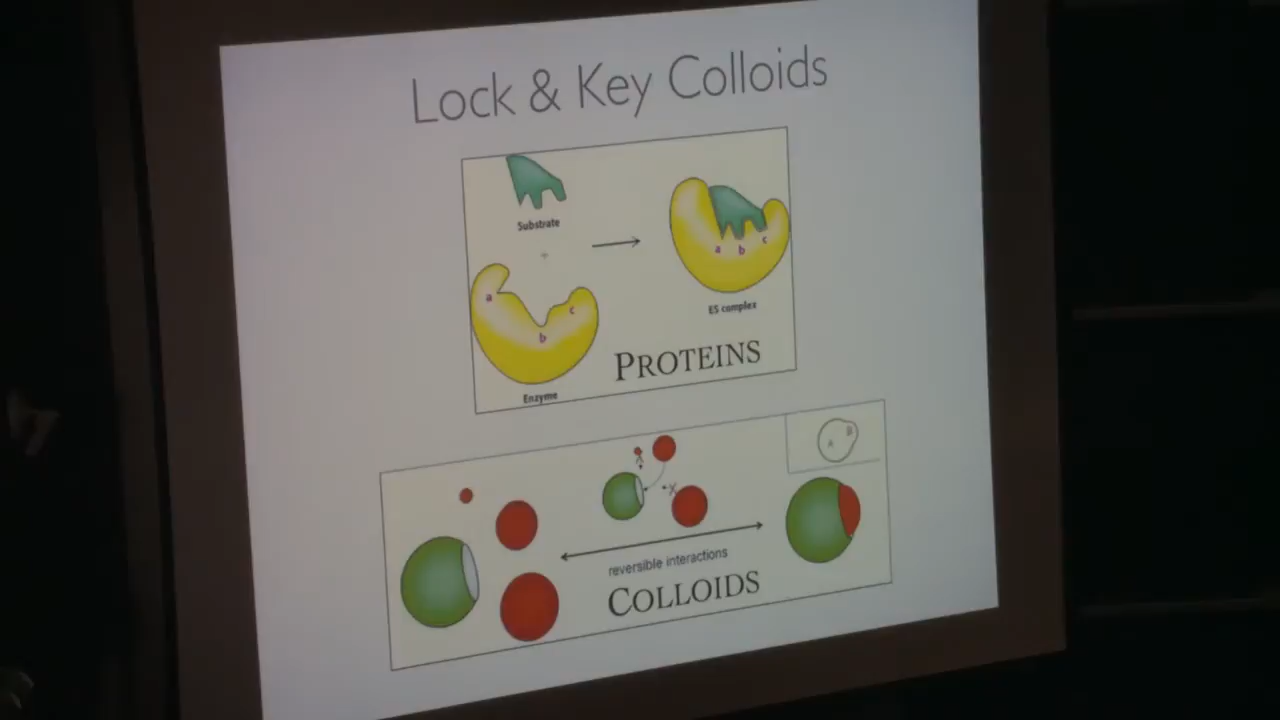 Lock & Key Colloids
Substrate
a b c
ES complex
a
c
b
PROTEINS
Enzyme
A B
X
X
reversible interactions
COLLOIDS